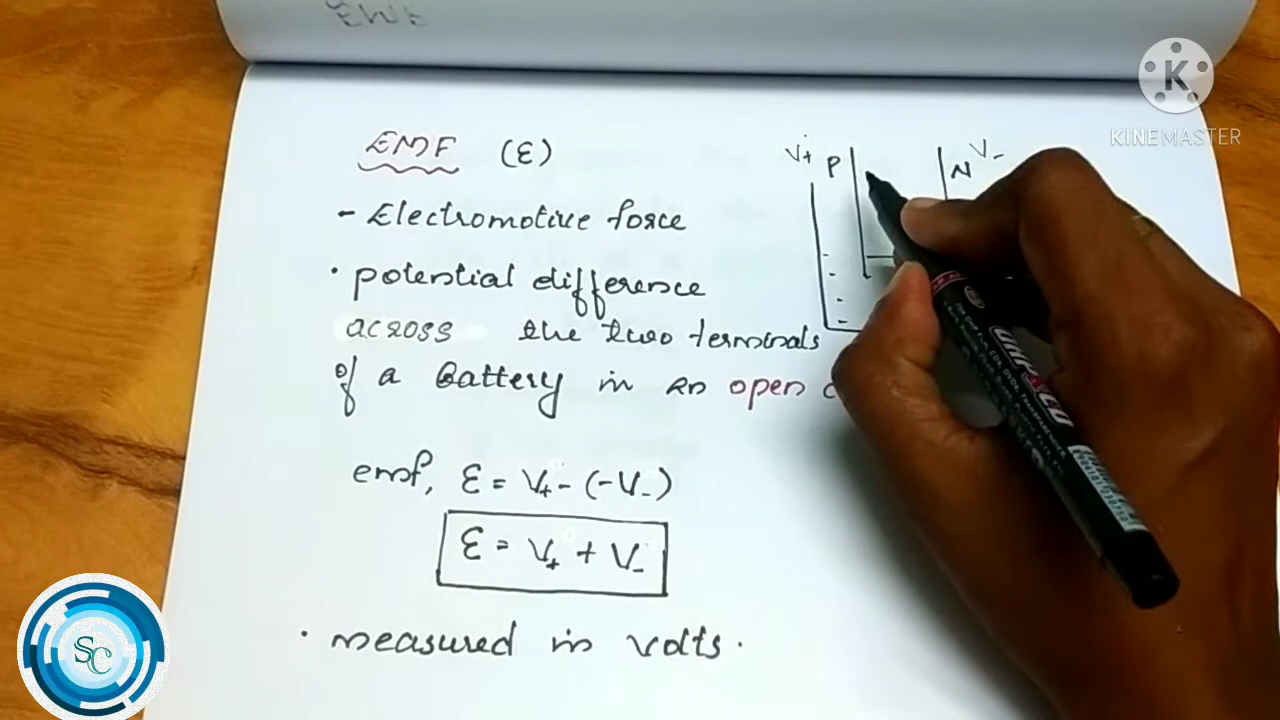 EMF (ε)
- Electromotive force
• potential difference
across the two terminals
of a Battery in an open
emf, ε = V+ - (-V-)
ε = V+ + V-
• measured in volts.
V+ P
N V-
K
KINEMASTER
SC